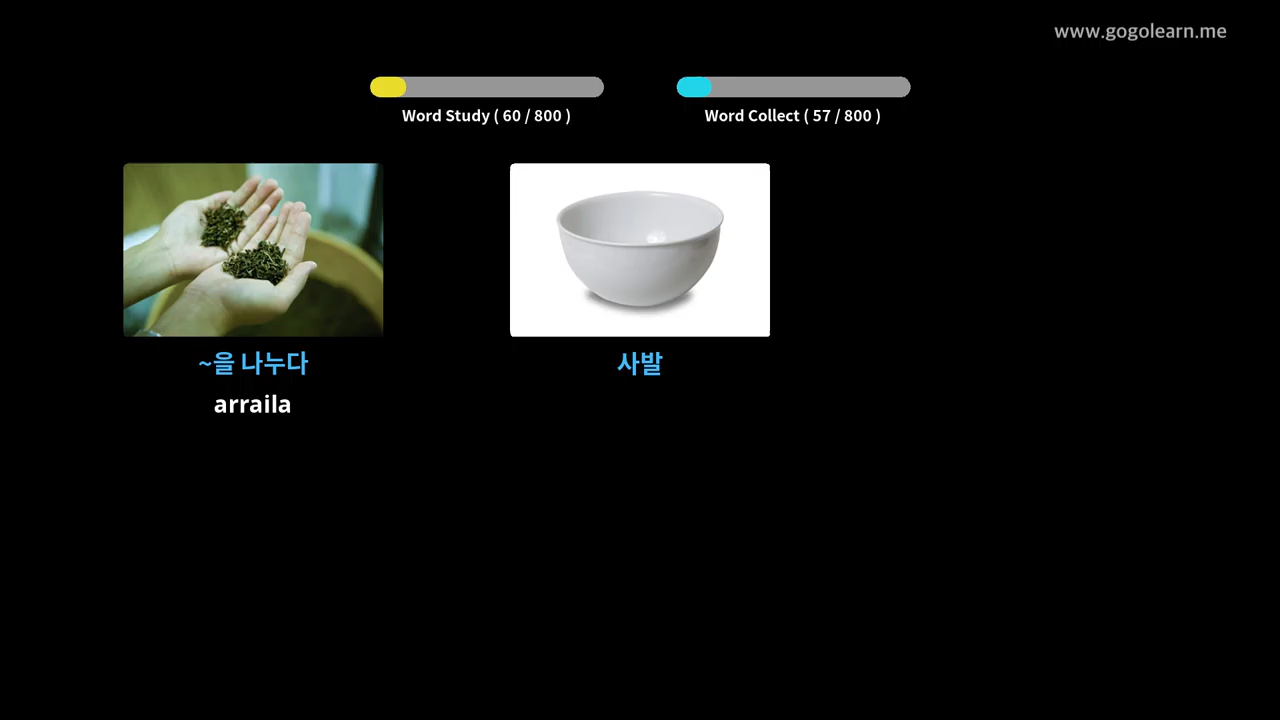 www.gogolearn.me
Word Study ( 60 / 800 )
Word Collect ( 57 / 800 )
~을 나누다
arraila
사발